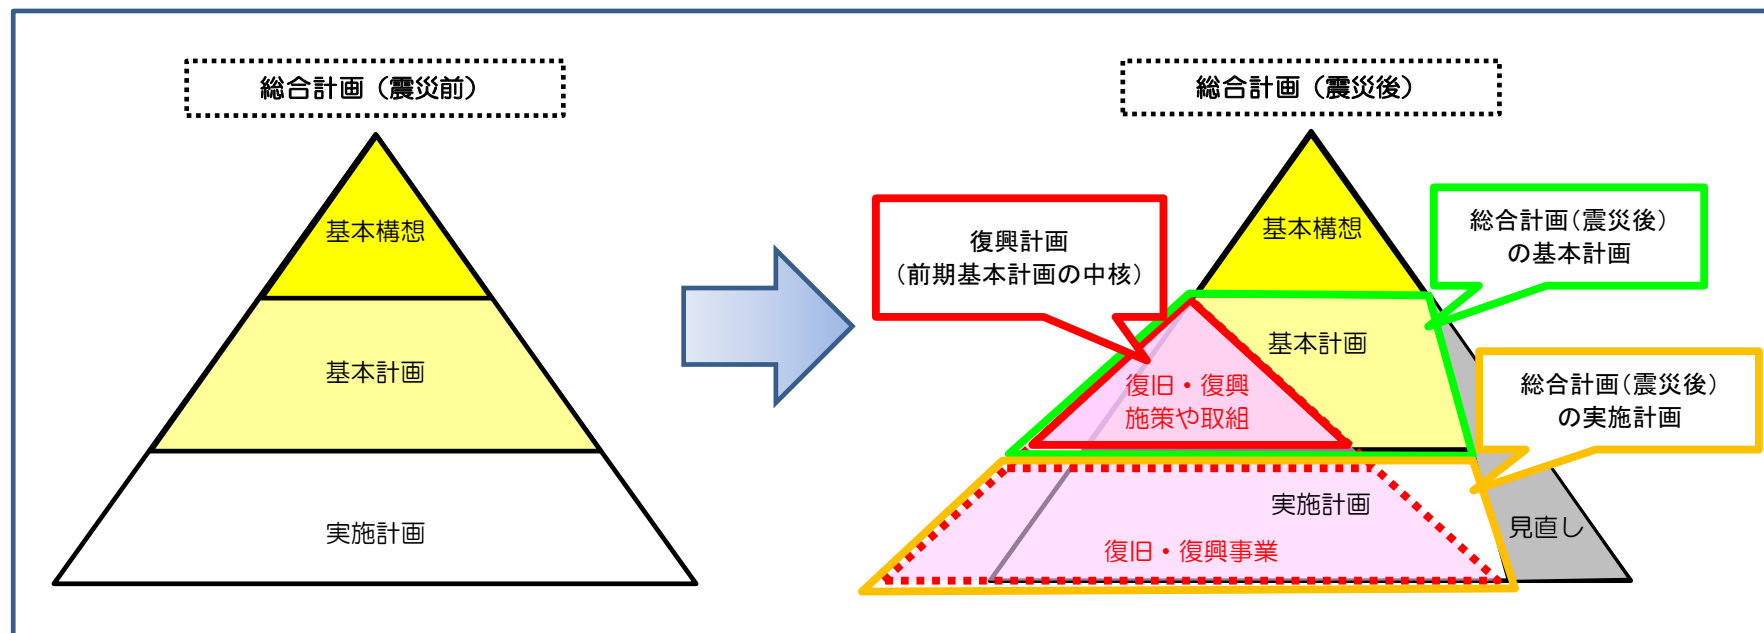 総合計画（震災前）
基本構想
基本計画
実施計画
総合計画（震災後）
基本構想
復興計画
（前期基本計画の中核）
総合計画（震災後）
の基本計画
基本計画
復旧・復興
施策や取組
総合計画（震災後）
の実施計画
実施計画
復旧・復興事業
見直し